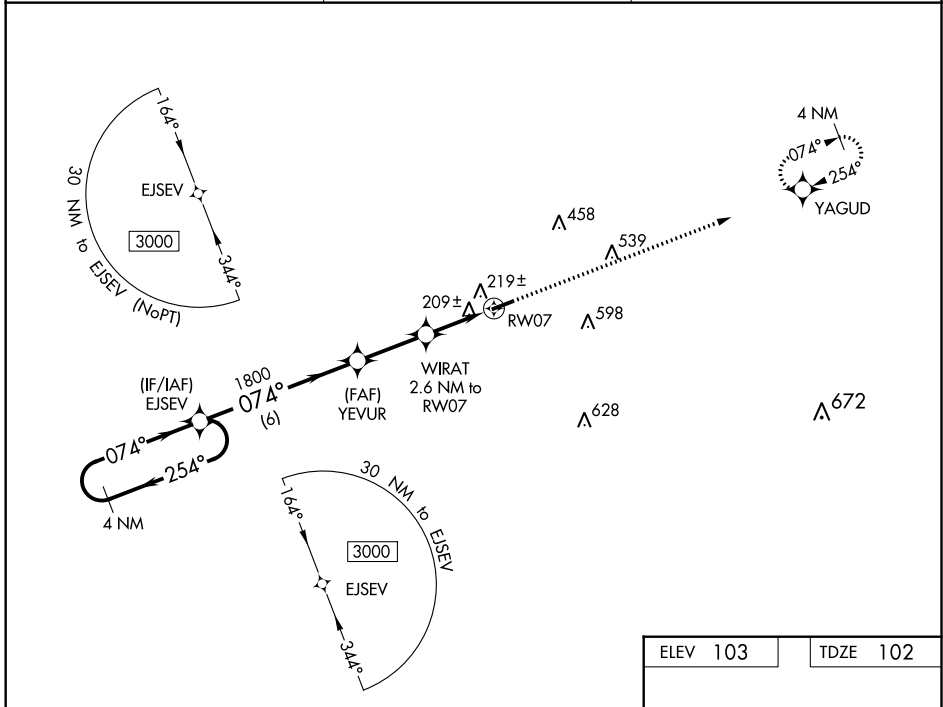 164°
EJSEV
3000
344°
30 NM to EJSEV (NoPT)
4 NM
074°
254°
YAGUD
458
539
219±
209±
RW07
598
WIRAT
2.6 NM to
RW07
(FAF)
YEVUR
1800
074°
(6)
(IF/IAF)
EJSEV
074°
254°
4 NM
628
672
30 NM to EJSEV
164°
3000
EJSEV
344°
ELEV 103
TDZE 102